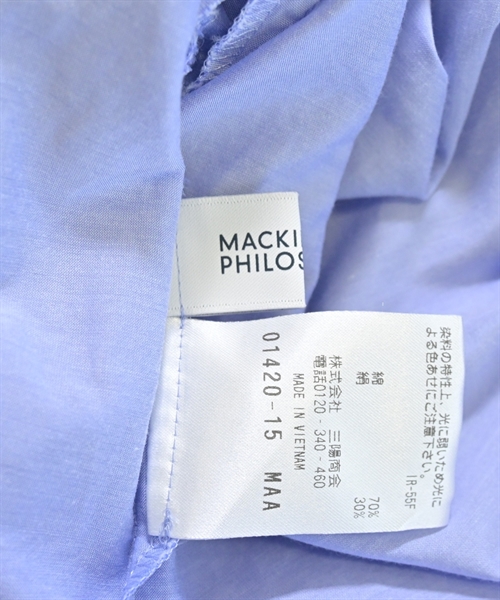 MACKI
PHILOS
染料の特性上、光に弱いため光に
よる色あせにご注意下さい。
IR-55F
綿 70%
絹 30%
株式会社 三陽商会
電話0120-340-460
MADE IN VIETNAM
01420-15 MAA